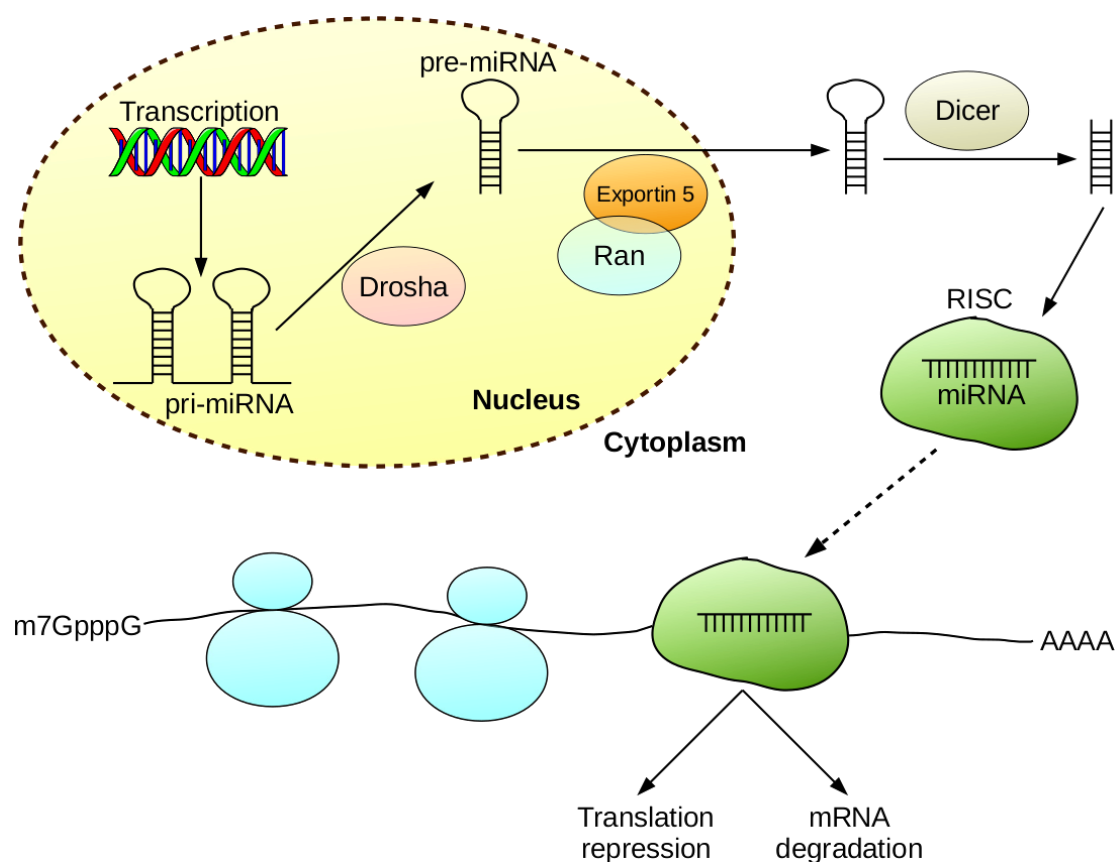 pre-miRNA
Transcription
Dicer
Exportin 5
Ran
Drosha
RISC
miRNA
pri-miRNA
Nucleus
Cytoplasm
m7GpppG
AAAA
Translation
repression
mRNA
degradation